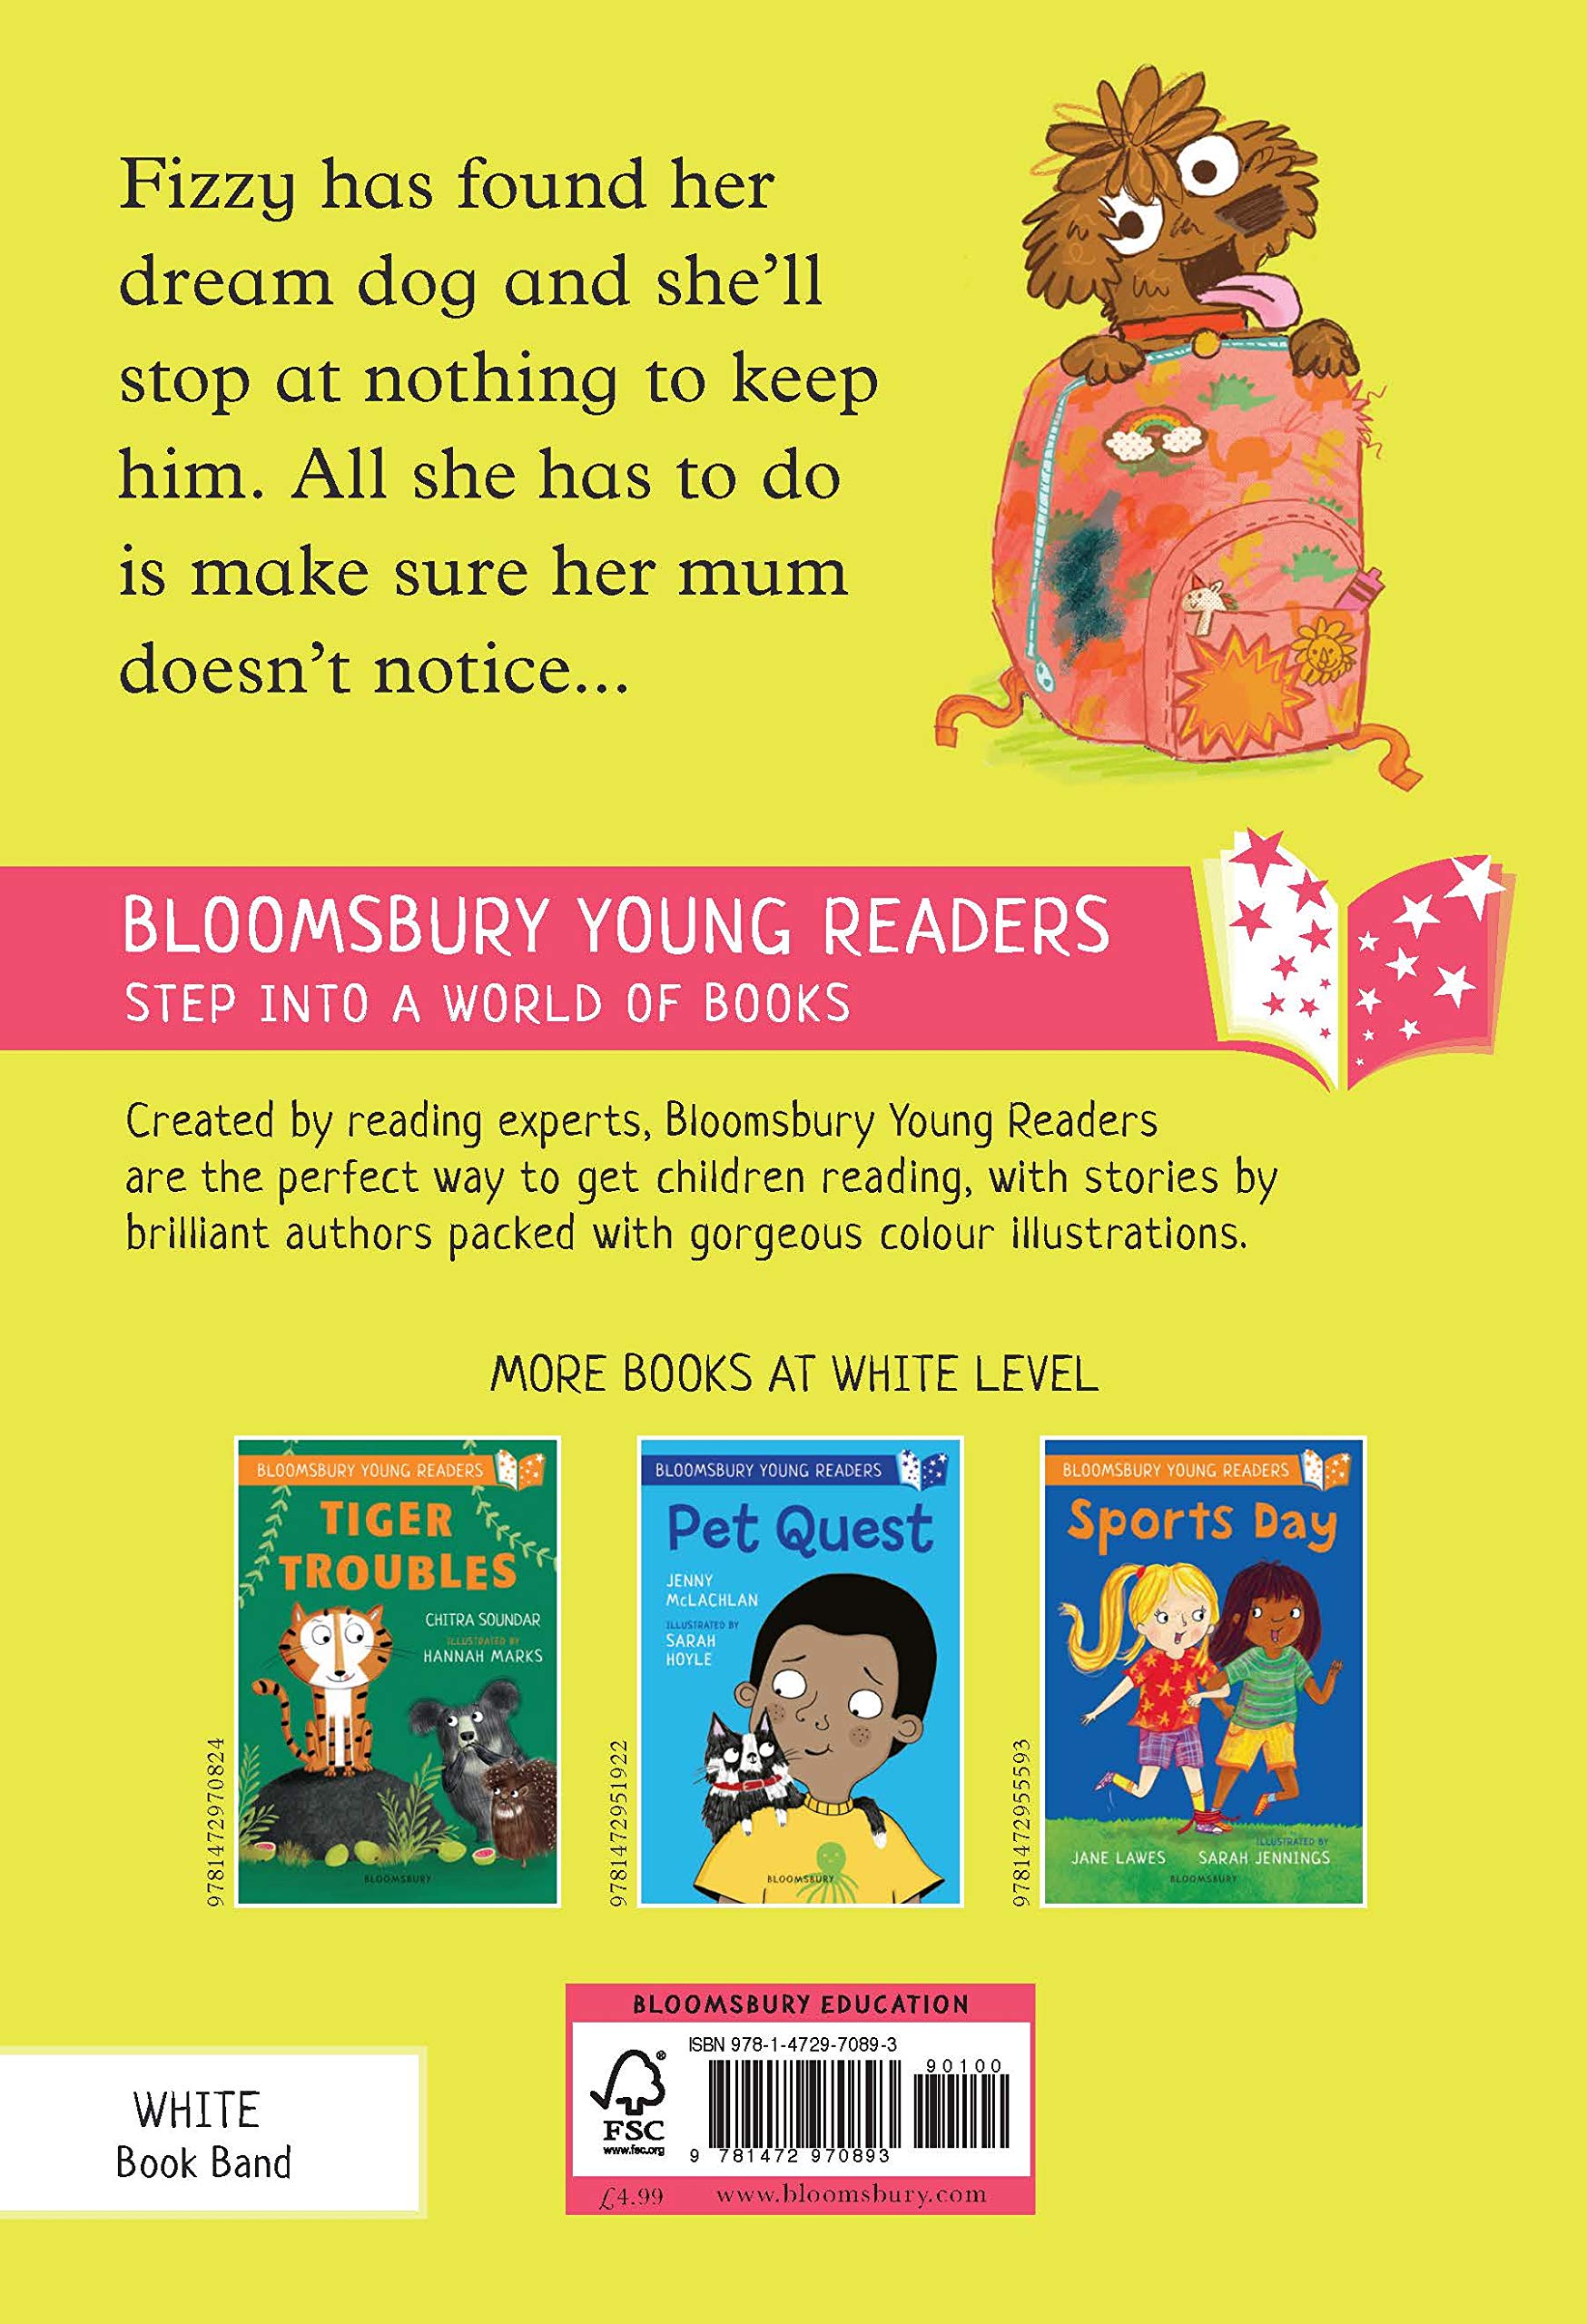 Fizzy has found her
dream dog and she’ll
stop at nothing to keep
him. All she has to do
is make sure her mum
doesn’t notice...
BLOOMSBURY YOUNG READERS
STEP INTO A WORLD OF BOOKS
Created by reading experts, Bloomsbury Young Readers
are the perfect way to get children reading, with stories by
brilliant authors packed with gorgeous colour illustrations.
MORE BOOKS AT WHITE LEVEL
9781472970824
BLOOMSBURY YOUNG READERS
TIGER
TROUBLES
CHITRA SOUNDAR
ILLUSTRATED BY
HANNAH MARKS
BLOOMSBURY
9781472951922
BLOOMSBURY YOUNG READERS
Pet Quest
JENNY
McLACHLAN
ILLUSTRATED BY
SARAH
HOYLE
BLOOMSBURY
9781472955593
BLOOMSBURY YOUNG READERS
Sports Day
ILLUSTRATED BY
JANE LAWES SARAH JENNINGS
BLOOMSBURY
BLOOMSBURY EDUCATION
ISBN 978-1-4729-7089-3
90100
FSC
www.fsc.org
9 781472 970893
£4.99 www.bloomsbury.com
WHITE
Book Band